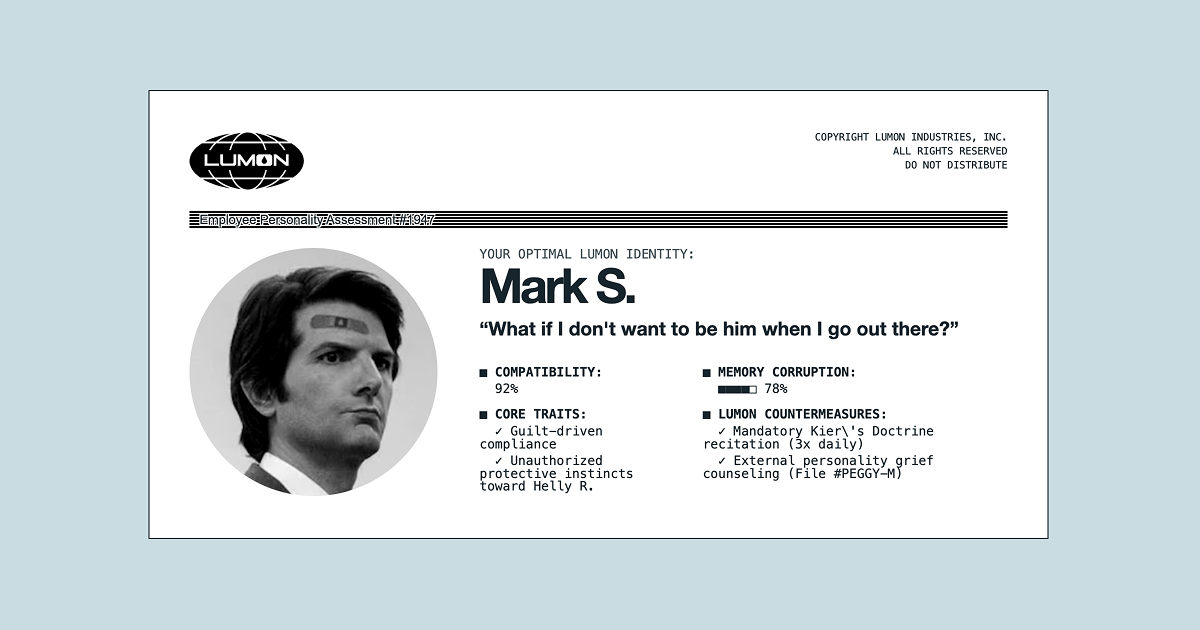 LUMON
COPYRIGHT LUMON INDUSTRIES, INC.
ALL RIGHTS RESERVED
DO NOT DISTRIBUTE
Employee Personality Assessment #1947
YOUR OPTIMAL LUMON IDENTITY:
Mark S.
“What if I don't want to be him when I go out there?”
■ COMPATIBILITY:
92%
■ CORE TRAITS:
✓ Guilt-driven
compliance
✓ Unauthorized
protective instincts
toward Helly R.
■ MEMORY CORRUPTION:
■■■■□ 78%
■ LUMON COUNTERMEASURES:
✓ Mandatory Kier\'s Doctrine
recitation (3x daily)
✓ External personality grief
counseling (File #PEGGY-M)